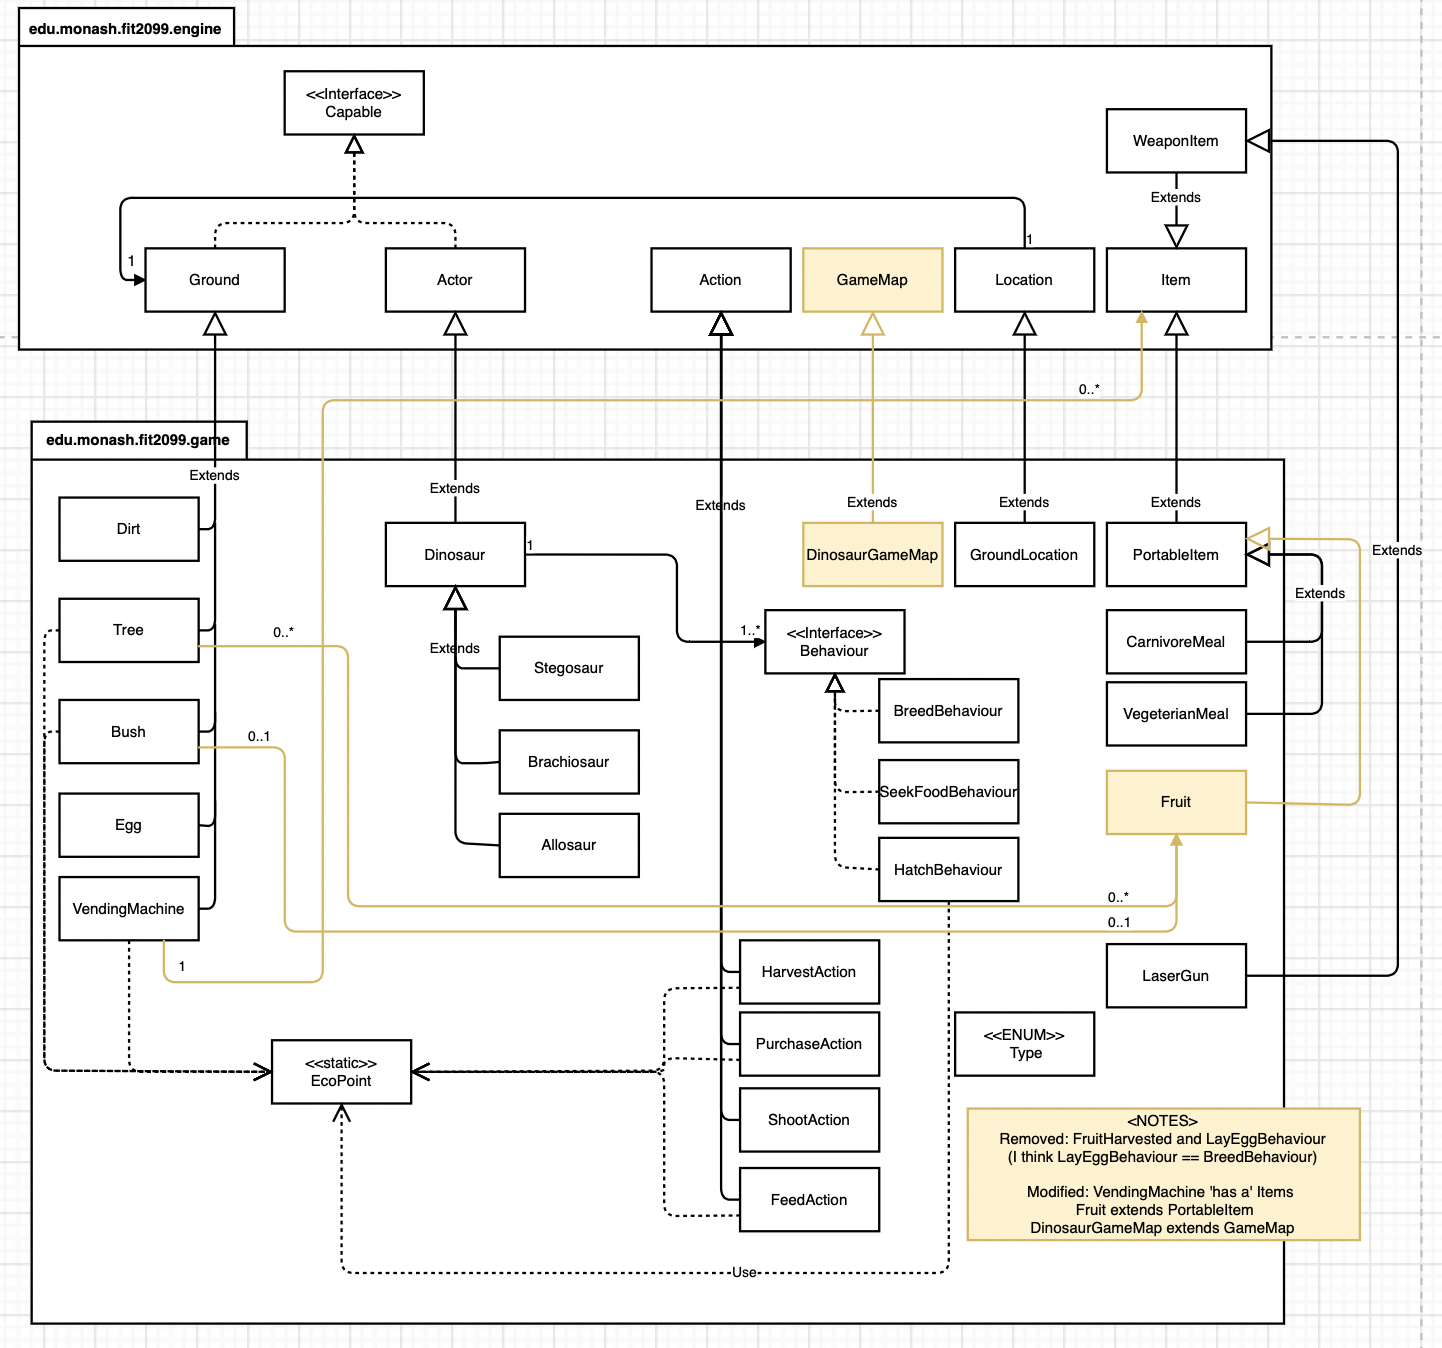 edu.monash.fit2099.engine
<<Interface>>
Capable
WeaponItem
Extends
1
1
Ground
Actor
Action
GameMap
Location
Item
0..*
edu.monash.fit2099.game
Extends
Extends
Extends
Extends
Extends
Extends
Dirt
Dinosaur
1
DinosaurGameMap
GroundLocation
PortableItem
Extends
Extends
Tree
0..*
1..*
<<Interface>>
Behaviour
CarnivoreMeal
Extends
Stegosaur
BreedBehaviour
VegeterianMeal
Bush
0..1
Brachiosaur
SeekFoodBehaviour
Fruit
Egg
Allosaur
HatchBehaviour
VendingMachine
0..*
0..1
1
HarvestAction
LaserGun
PurchaseAction
<<ENUM>>
Type
<<static>>
EcoPoint
ShootAction
FeedAction
Use
<NOTES>
Removed: FruitHarvested and LayEggBehaviour
(I think LayEggBehaviour == BreedBehaviour)
Modified: VendingMachine 'has a' Items
Fruit extends PortableItem
DinosaurGameMap extends GameMap